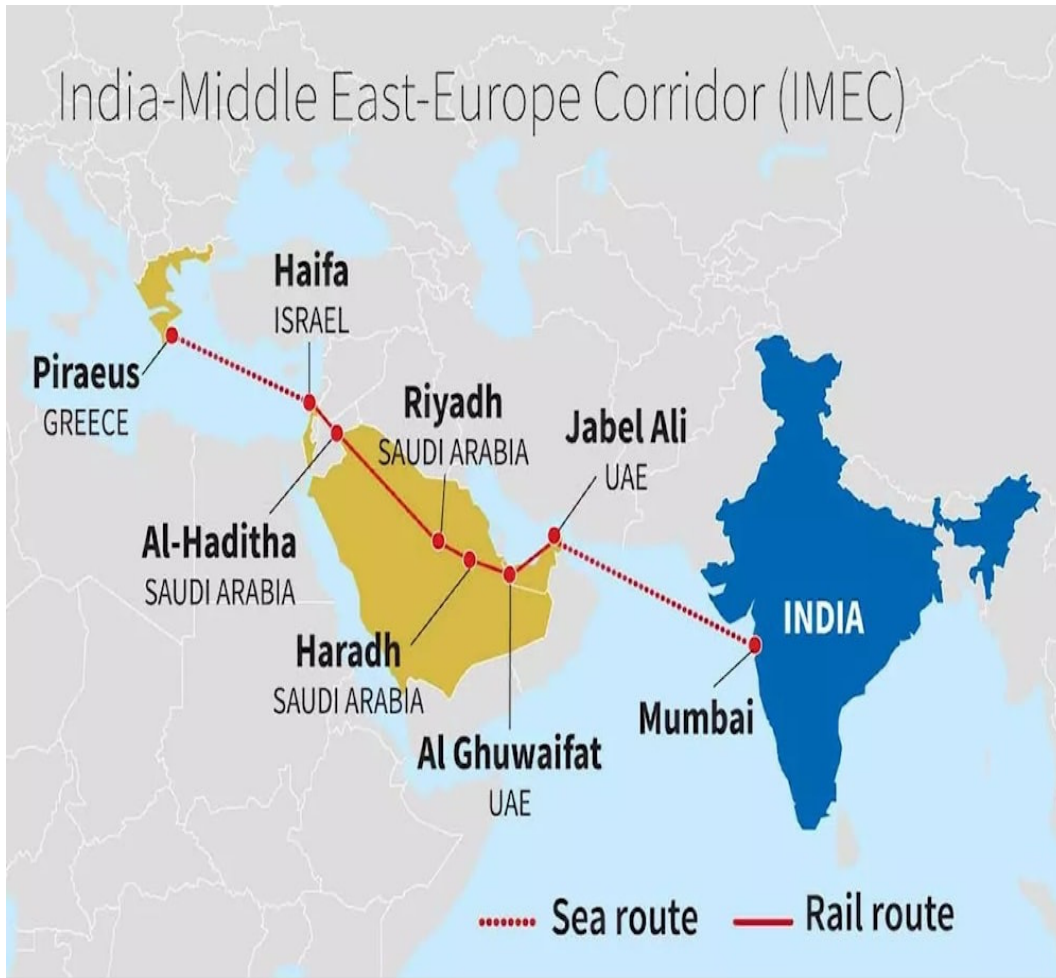 India-Middle East-Europe Corridor (IMEC)
Haifa
ISRAEL
Piraeus
GREECE
Riyadh
SAUDI ARABIA
Jabel Ali
UAE
Al-Haditha
SAUDI ARABIA
INDIA
Haradh
SAUDI ARABIA
Mumbai
Al Ghuwaifat
UAE
Sea route
Rail route